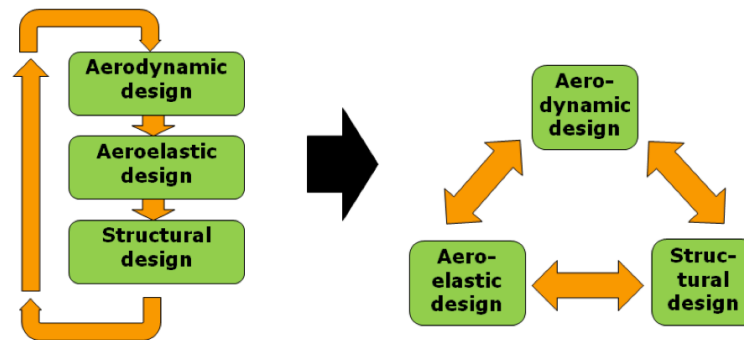 Aerodynamic
design
Aeroelastic
design
Structural
design
Aero-
dynamic
design
Aero-
elastic
design
Struc-
tural
design